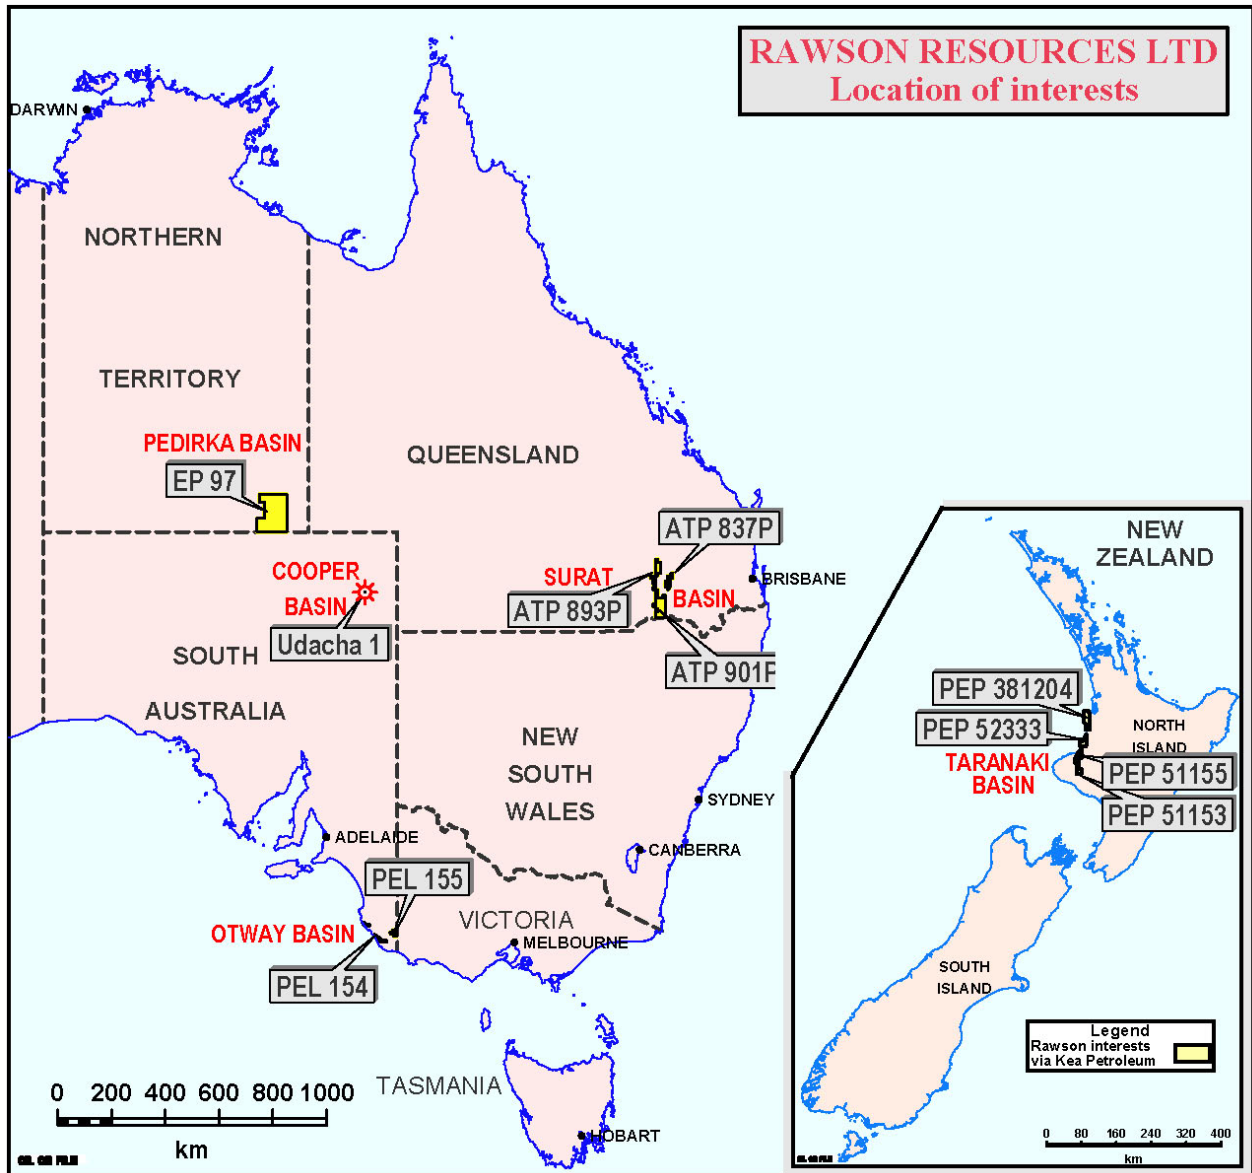 RAWSON RESOURCES LTD
Location of interests
DARWIN
NORTHERN
TERRITORY
PEDIRKA BASIN
EP 97
QUEENSLAND
ATP 837P
COOPER
BASIN
SURAT
BASIN
BRISBANE
ATP 893P
Udacha 1
ATP 901P
SOUTH
AUSTRALIA
NEW
SOUTH
WALES
SYDNEY
ADELAIDE
CANBERRA
PEL 155
VICTORIA
OTWAY BASIN
MELBOURNE
PEL 154
TASMANIA
HOBART
0 200 400 600 800 1000
km
NEW
ZEALAND
PEP 381204
PEP 52333
NORTH
ISLAND
TARANAKI
BASIN
PEP 51155
PEP 51153
SOUTH
ISLAND
Legend
Rawson interests
via Kea Petroleum
0 80 160 240 320 400
km